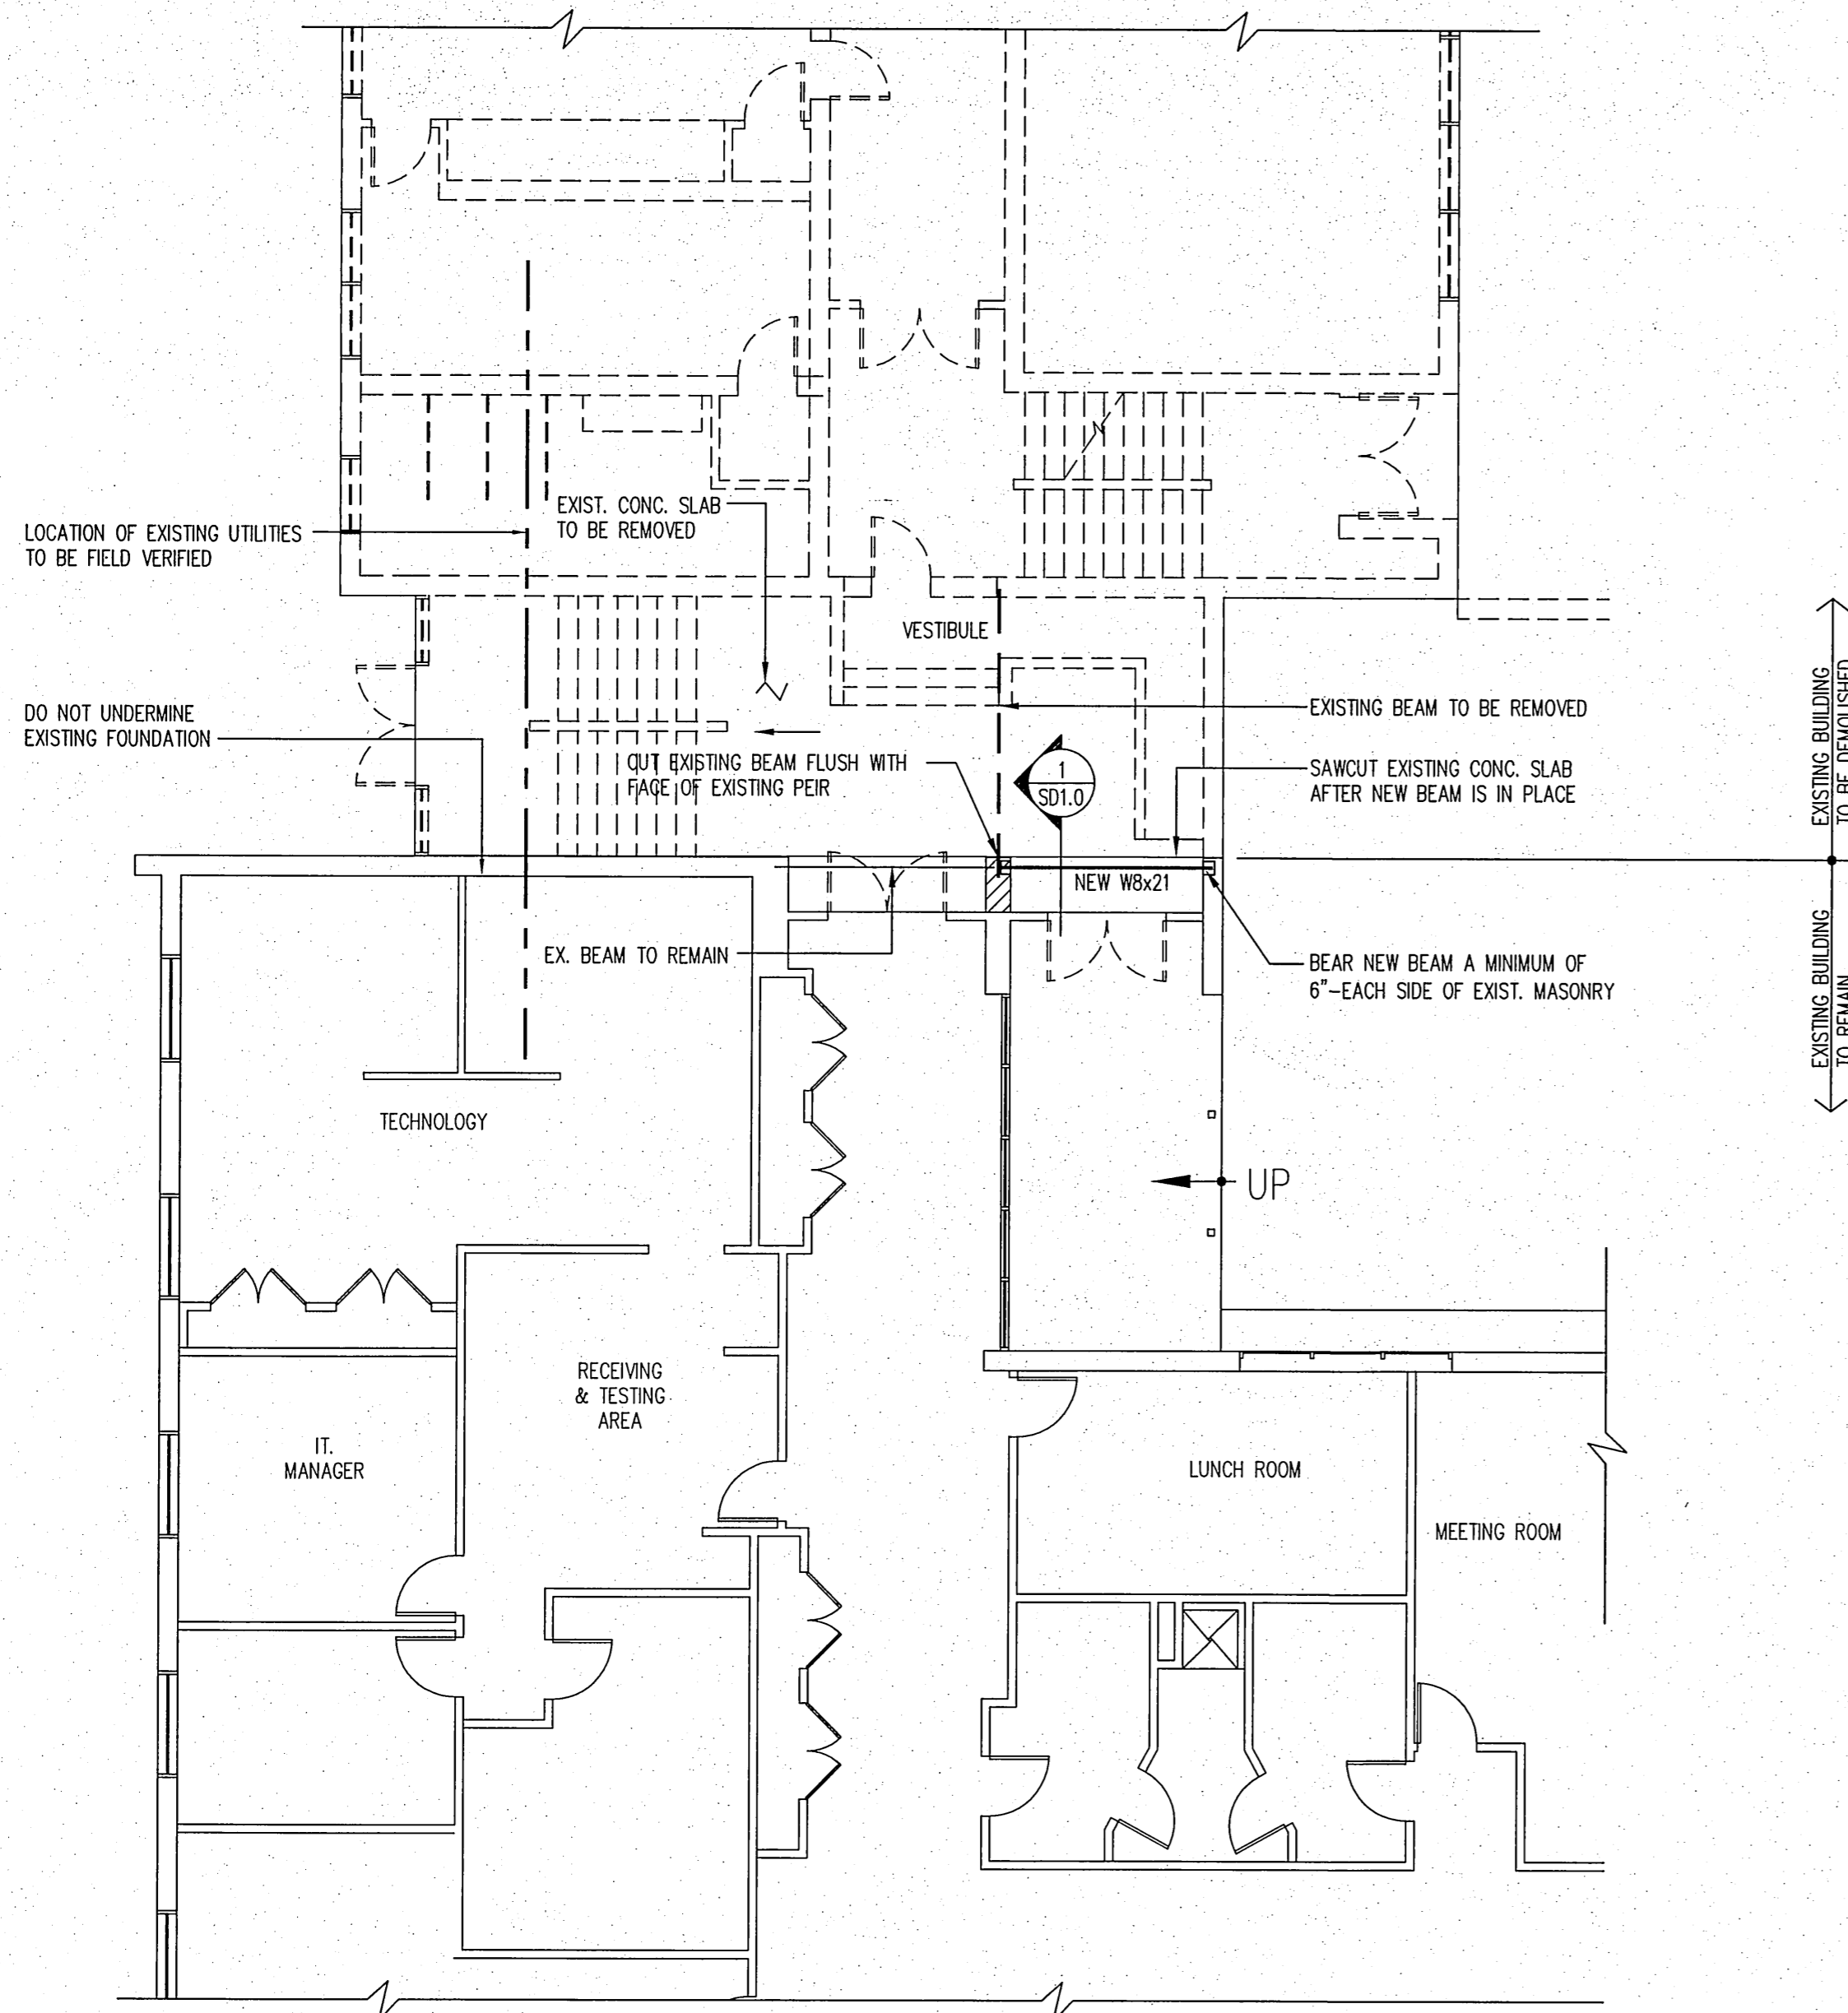 LOCATION OF EXISTING UTILITIES
TO BE FIELD VERIFIED
EXIST. CONC. SLAB
TO BE REMOVED
VESTIBULE
DO NOT UNDERMINE
EXISTING FOUNDATION
EXISTING BEAM TO BE REMOVED
CUT EXISTING BEAM FLUSH WITH
FACE OF EXISTING PEIR
1
SD1.0
SAWCUT EXISTING CONC. SLAB
AFTER NEW BEAM IS IN PLACE
EXISTING BUILDING
TO BE DEMOLISHED
NEW W8x21
EX. BEAM TO REMAIN
BEAR NEW BEAM A MINIMUM OF
6"-EACH SIDE OF EXIST. MASONRY
EXISTING BUILDING
TO REMAIN
TECHNOLOGY
UP
RECEIVING
& TESTING
AREA
IT.
MANAGER
LUNCH ROOM
MEETING ROOM